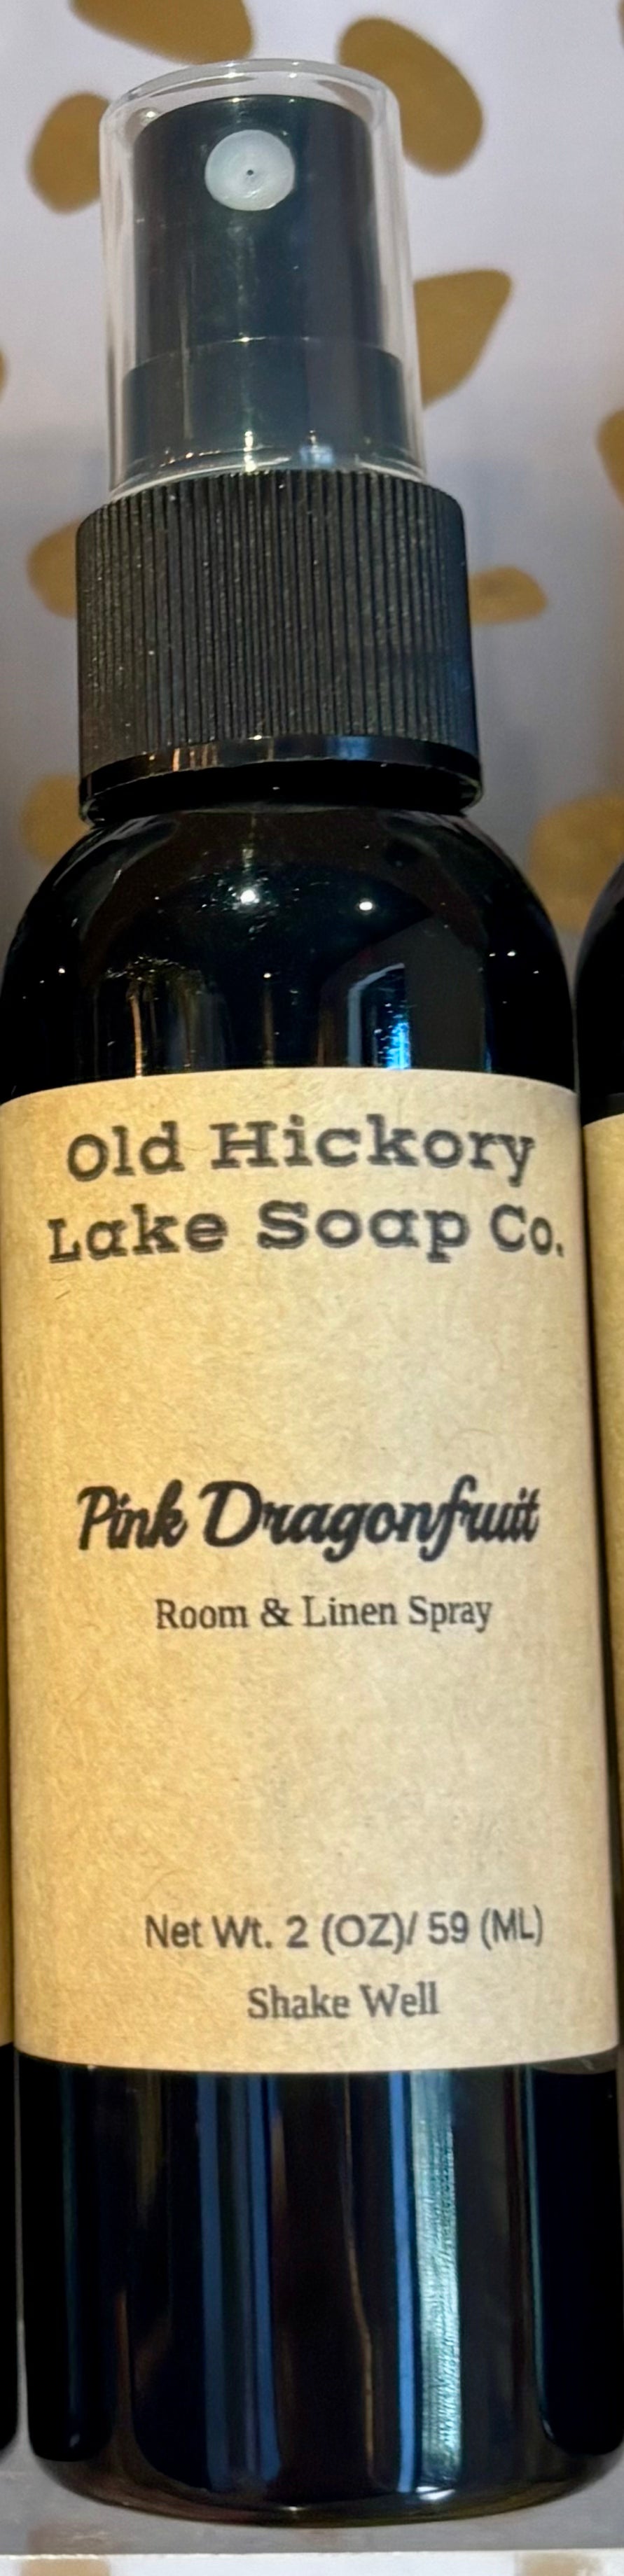 Old Hickory
Lake Soap Co.
Pink Dragonfruit
Room & Linen Spray
Net Wt. 2 (OZ)/ 59 (ML)
Shake Well